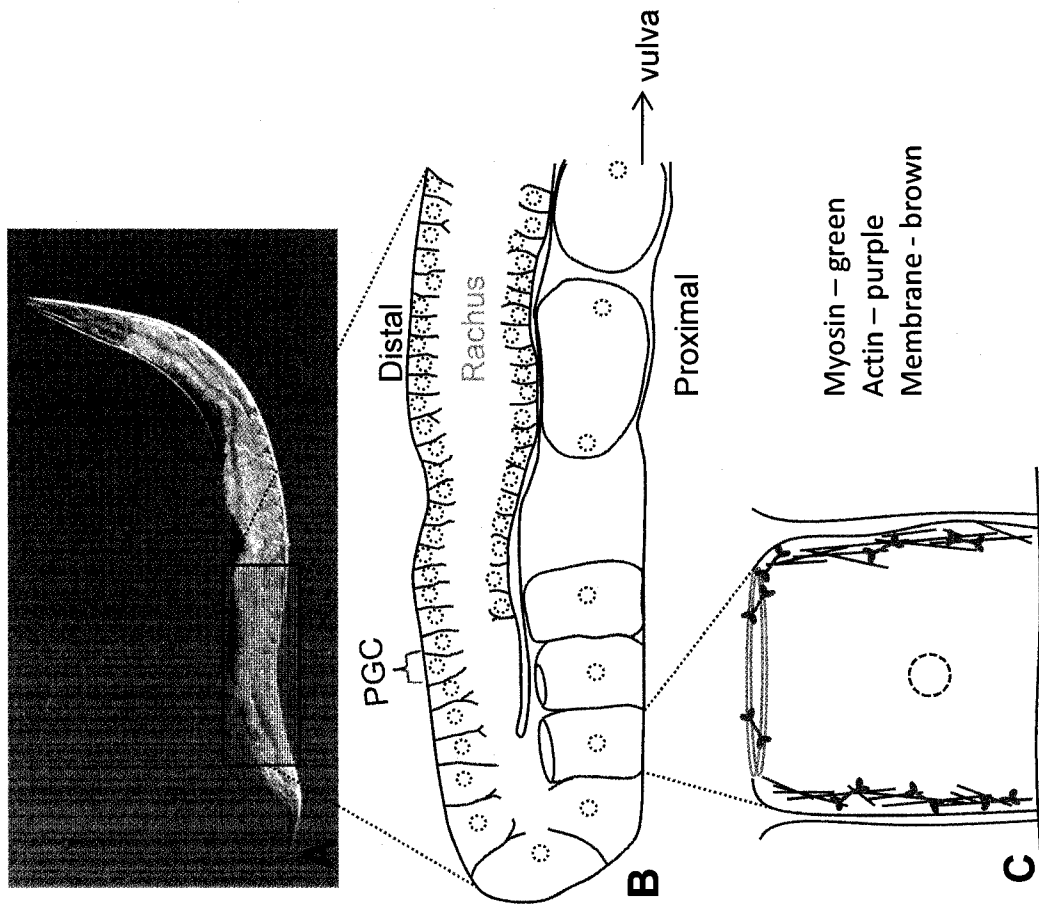 A
Distal
Rachus
PGC
vulva
Proximal
B
Myosin – green
Actin – purple
Membrane - brown
C